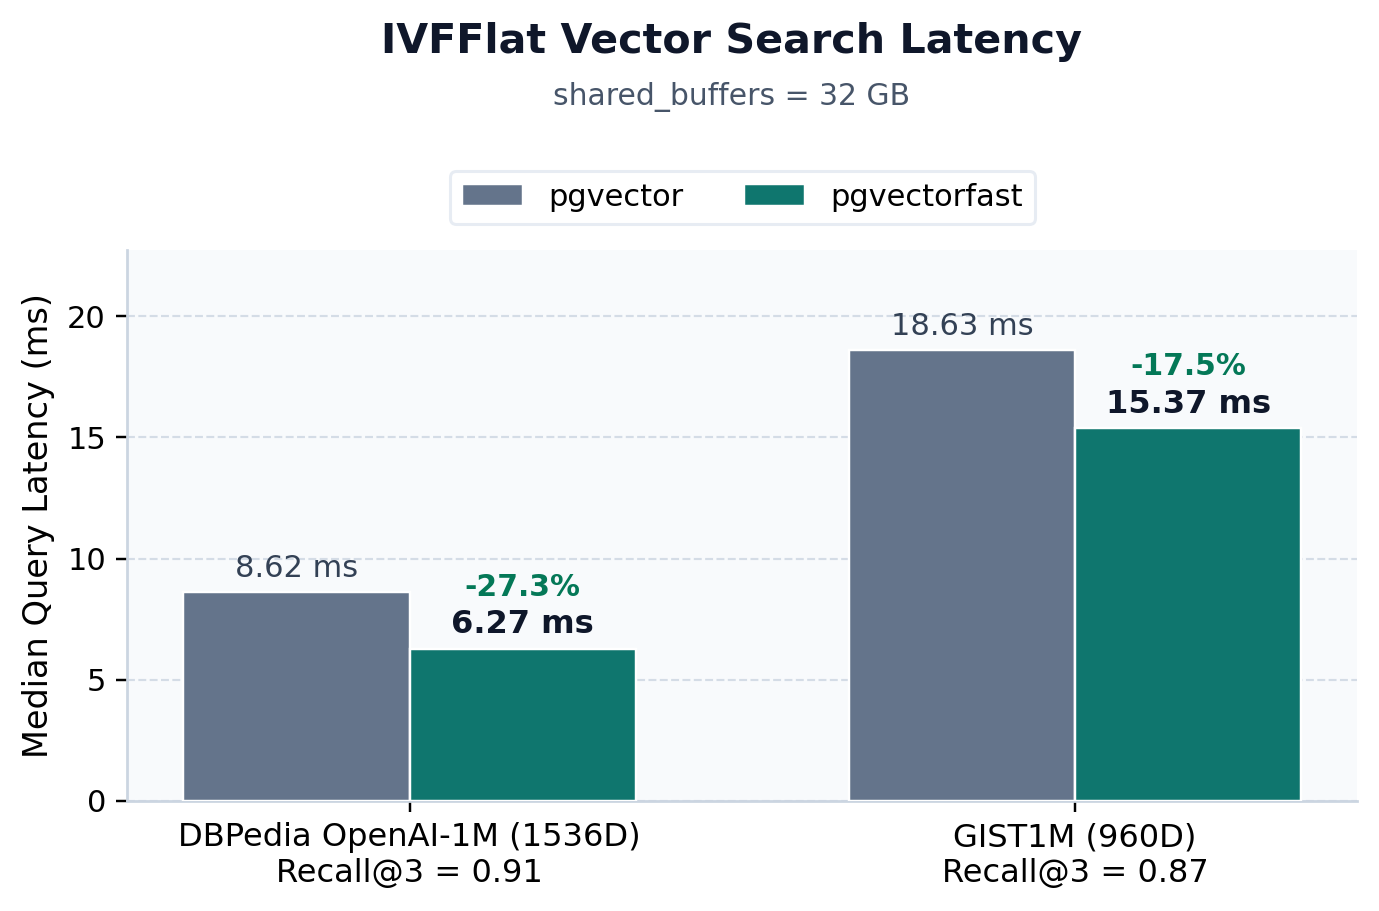 IVFFlat Vector Search Latency
shared_buffers = 32 GB
pgvector
pgvectorfast
Median Query Latency (ms)
20
15
10
5
0
8.62 ms
-27.3%
6.27 ms
18.63 ms
-17.5%
15.37 ms
DBPedia OpenAI-1M (1536D)
Recall@3 = 0.91
GIST1M (960D)
Recall@3 = 0.87